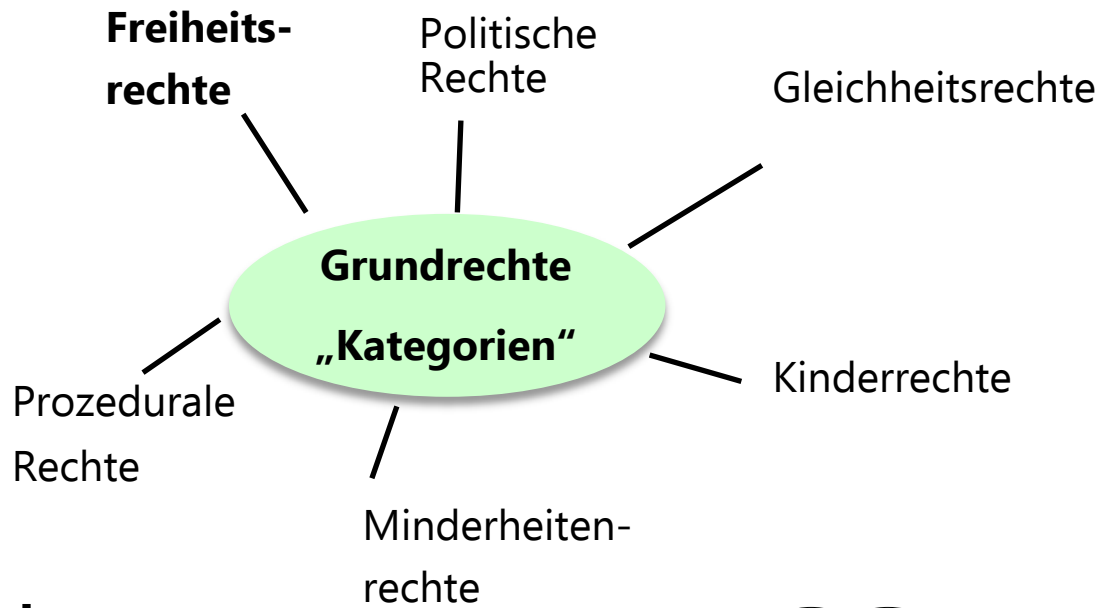 Freiheits-
rechte
Politische
Rechte
Gleichheitsrechte
Grundrechte
„Kategorien“
Kinderrechte
Prozedurale
Rechte
Minderheiten-
rechte